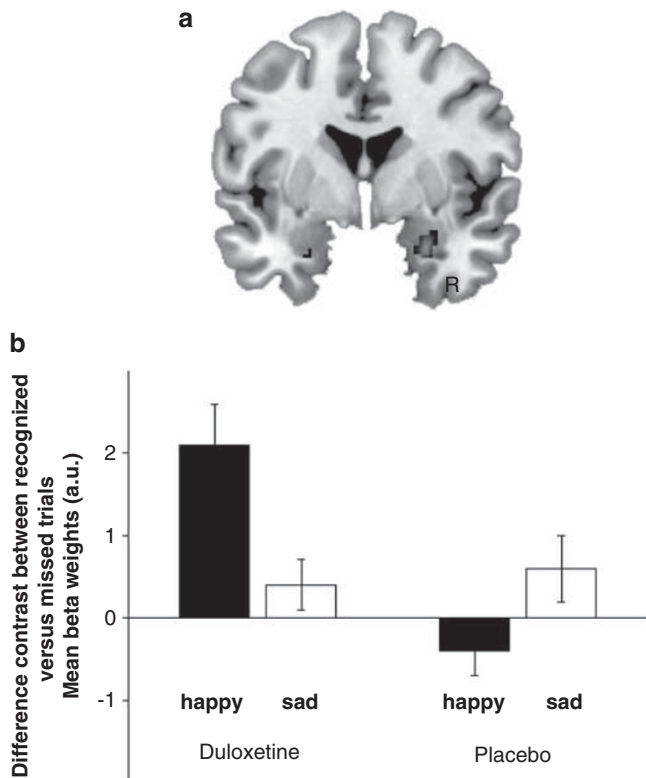 a
R
b
Difference contrast between recognized
versus missed trials
Mean beta weights (a.u.)
2
1
0
-1
happy
sad
happy
sad
Duloxetine
Placebo